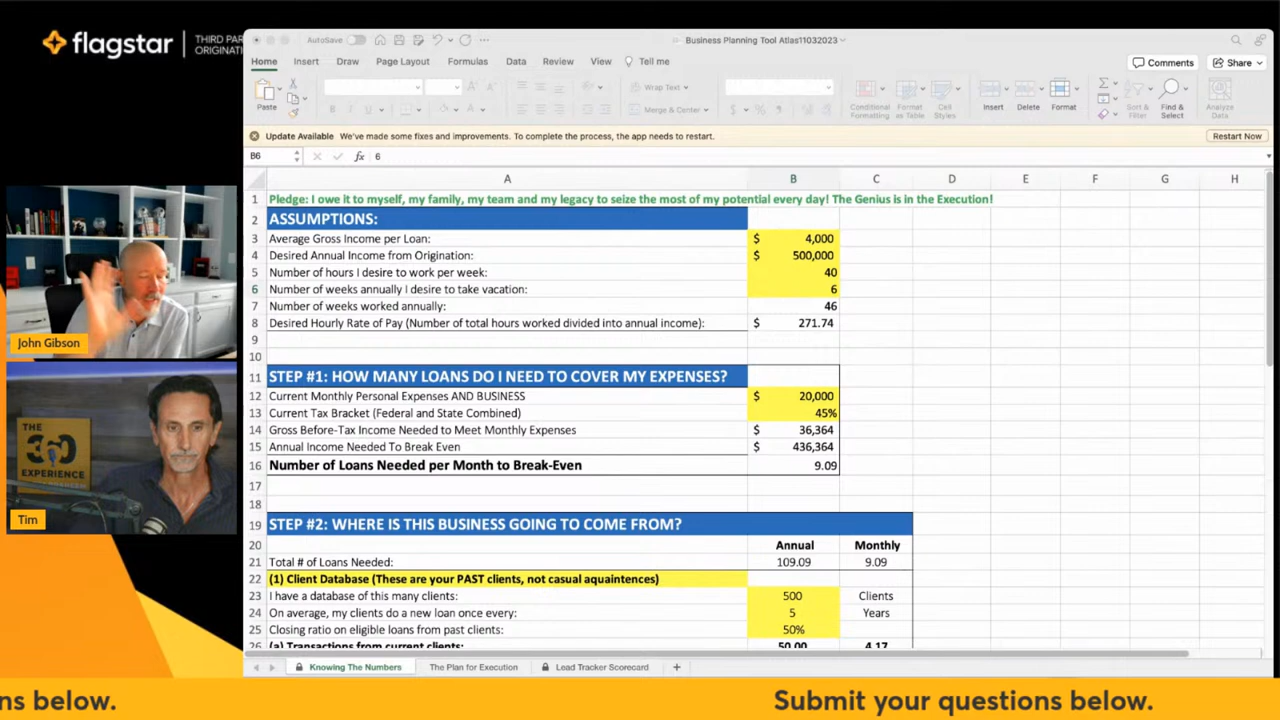 flagstar
THIRD PAR
ORIGINATI
AutoSave
Business Planning Tool Atlas11032023
Home Insert Draw Page Layout Formulas Data Review View Tell me
Comments Share
Paste
Wrap Text
Merge & Center
Conditional Formatting
Format as Table
Cell Styles
Insert
Delete
Format
Sort & Filter
Find & Select
Analyze Data
Update Available We've made some fixes and improvements. To complete the process, the app needs to restart.
Restart Now
B6 fx 6
A B C D E F G H
1 Pledge: I owe it to myself, my family, my team and my legacy to seize the most of my potential every day! The Genius is in the Execution!
2 ASSUMPTIONS:
3 Average Gross Income per Loan: $ 4,000
4 Desired Annual Income from Origination: $ 500,000
5 Number of hours I desire to work per week: 40
6 Number of weeks annually I desire to take vacation: 6
7 Number of weeks worked annually: 46
8 Desired Hourly Rate of Pay (Number of total hours worked divided into annual income): $ 271.74
9
10
11 STEP #1: HOW MANY LOANS DO I NEED TO COVER MY EXPENSES?
12 Current Monthly Personal Expenses AND BUSINESS $ 20,000
13 Current Tax Bracket (Federal and State Combined) 45%
14 Gross Before-Tax Income Needed to Meet Monthly Expenses $ 36,364
15 Annual Income Needed To Break Even $ 436,364
16 Number of Loans Needed per Month to Break-Even 9.09
17
18
19 STEP #2: WHERE IS THIS BUSINESS GOING TO COME FROM?
20 Annual Monthly
21 Total # of Loans Needed: 109.09 9.09
22 (1) Client Database (These are your PAST clients, not casual aquaintences)
23 I have a database of this many clients: 500 Clients
24 On average, my clients do a new loan once every: 5 Years
25 Closing ratio on eligible loans from past clients: 50%
26 (a) Transactions from current clients: 50.00 4.17
Knowing The Numbers The Plan for Execution Lead Tracker Scorecard +
John Gibson
THE
360
EXPERIENCE
Tim
ns below. Submit your questions below.